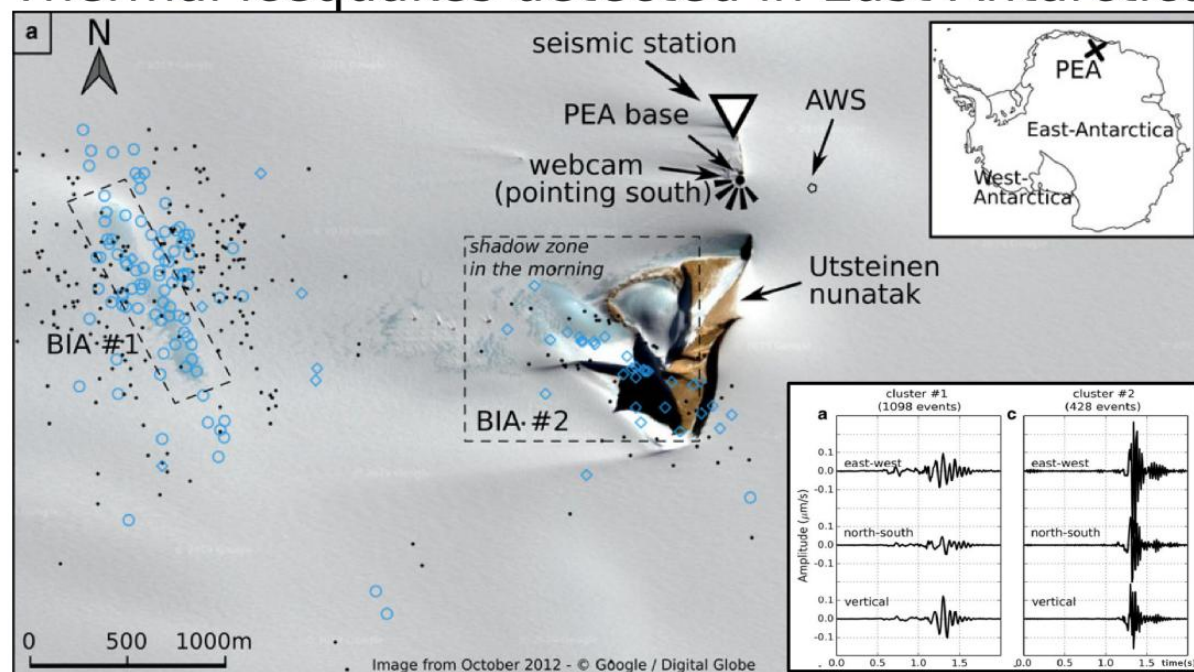 Thermal icequakes detected in East Antarctica
a
N
seismic station
PEA base
AWS
webcam
(pointing south)
PEA
East-Antarctica
West-
Antarctica
shadow zone
in the morning
Utsteinen
nunatak
BIA #1
BIA #2
0 500 1000m
Image from October 2012 - © Google / Digital Globe
cluster #1
(1098 events)
a
east-west
north-south
vertical
Amplitude (μm/s)
0.1
0.0
-0.1
0.1
0.0
-0.1
0.1
0.0
-0.1
0.0 0.5 1.0 1.5
cluster #2
(428 events)
c
east-west
north-south
vertical
0.0 0.5 1.0 1.5 time(s)